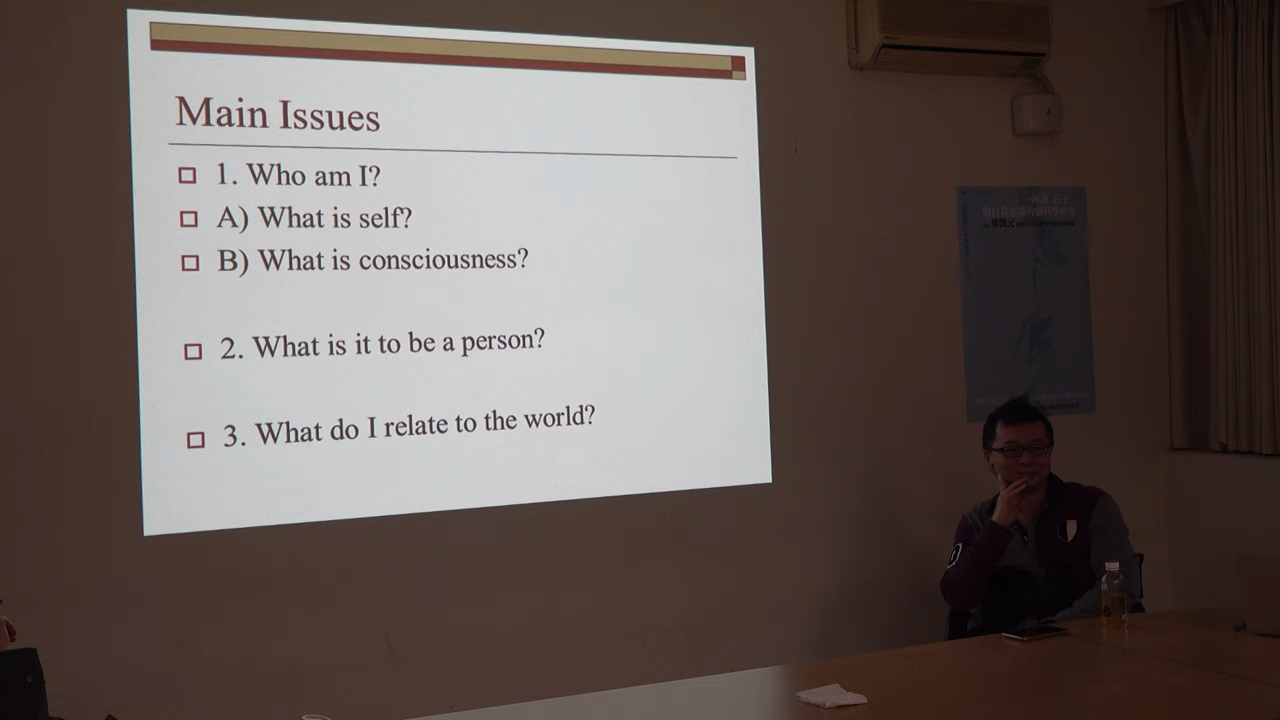 Main Issues
1. Who am I?
A) What is self?
B) What is consciousness?
2. What is it to be a person?
3. What do I relate to the world?